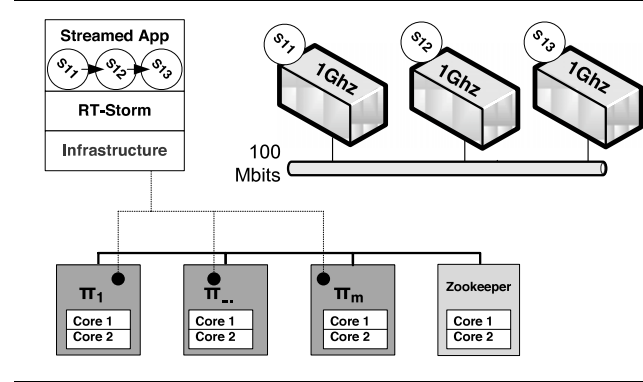 Streamed App
S11 S12 S13
RT-Storm
Infrastructure
S11
1Ghz
S12
1Ghz
S13
1Ghz
100
Mbits
π1
Core 1
Core 2
π...
Core 1
Core 2
πm
Core 1
Core 2
Zookeeper
Core 1
Core 2